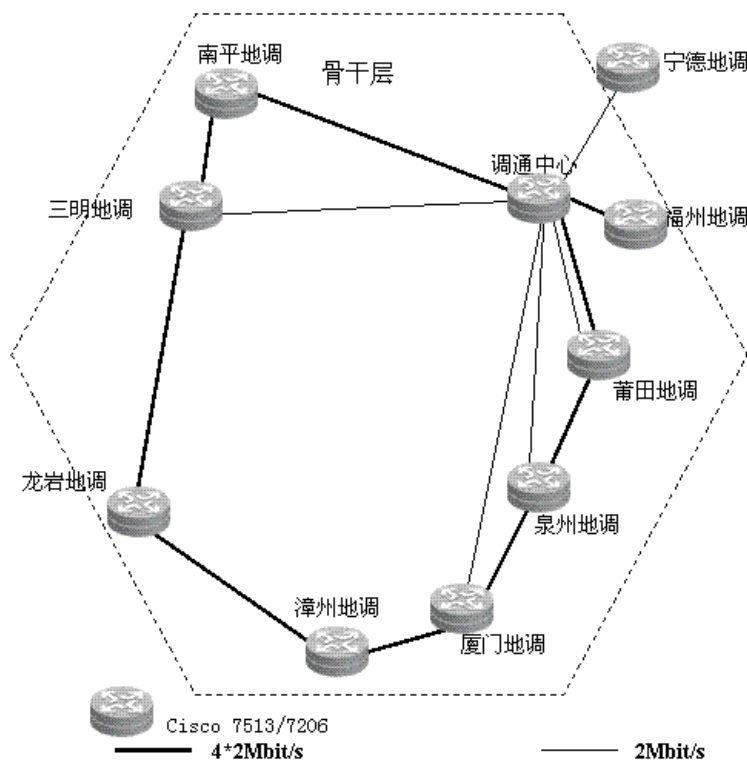 南平地调
骨干层
宁德地调
调通中心
三明地调
福州地调
莆田地调
龙岩地调
泉州地调
漳州地调
厦门地调
Cisco 7513/7206
4*2Mbit/s
2Mbit/s